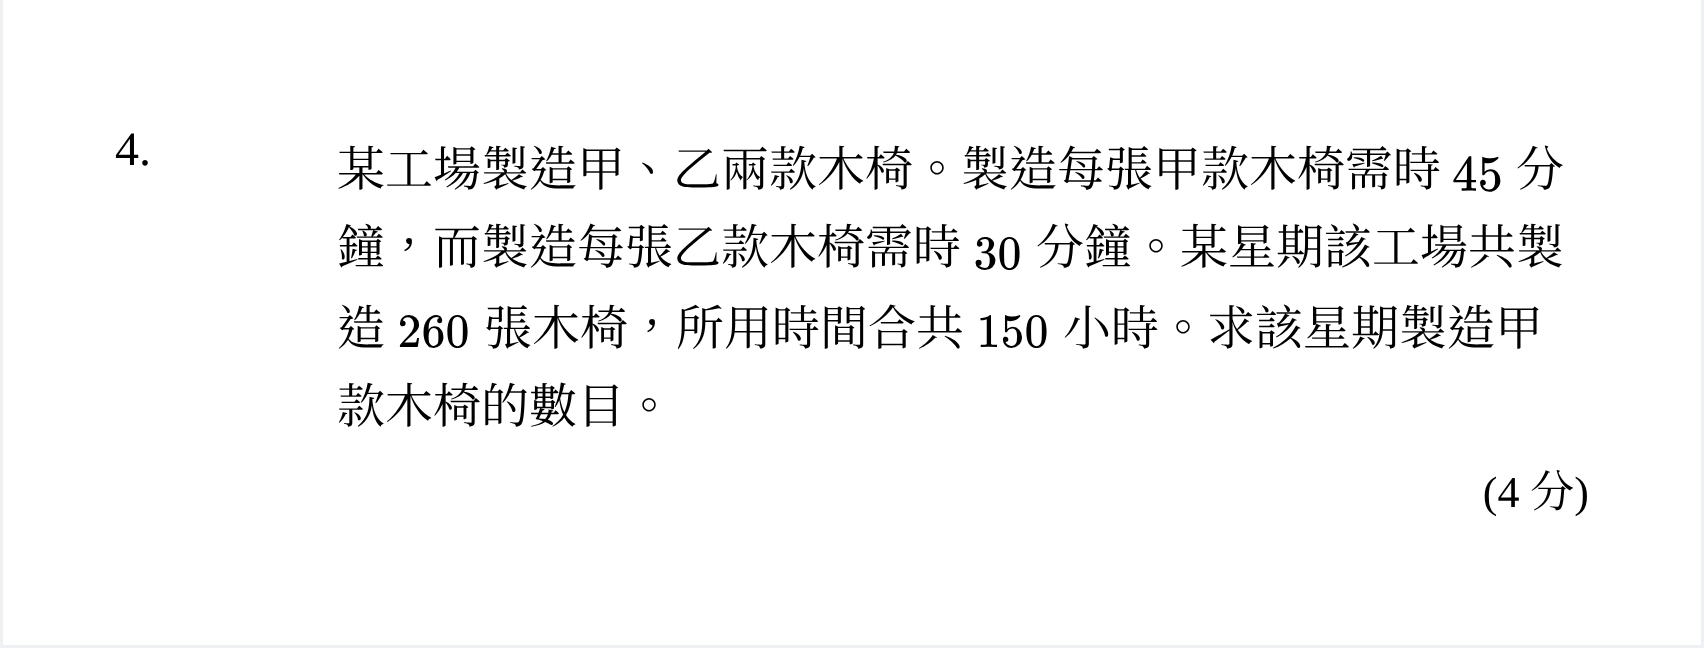 4.
某工場製造甲、乙兩款木椅。製造每張甲款木椅需時 45 分
鐘，而製造每張乙款木椅需時 30 分鐘。某星期該工場共製
造 260 張木椅，所用時間合共 150 小時。求該星期製造甲
款木椅的數目。
(4 分)